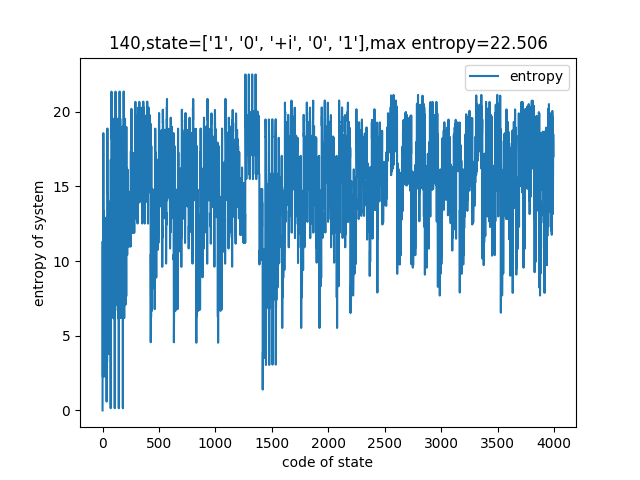 140,state=['1', '0', '+i', '0', '1'],max entropy=22.506
entropy
20
15
10
5
0
entropy of system
0 500 1000 1500 2000 2500 3000 3500 4000
code of state